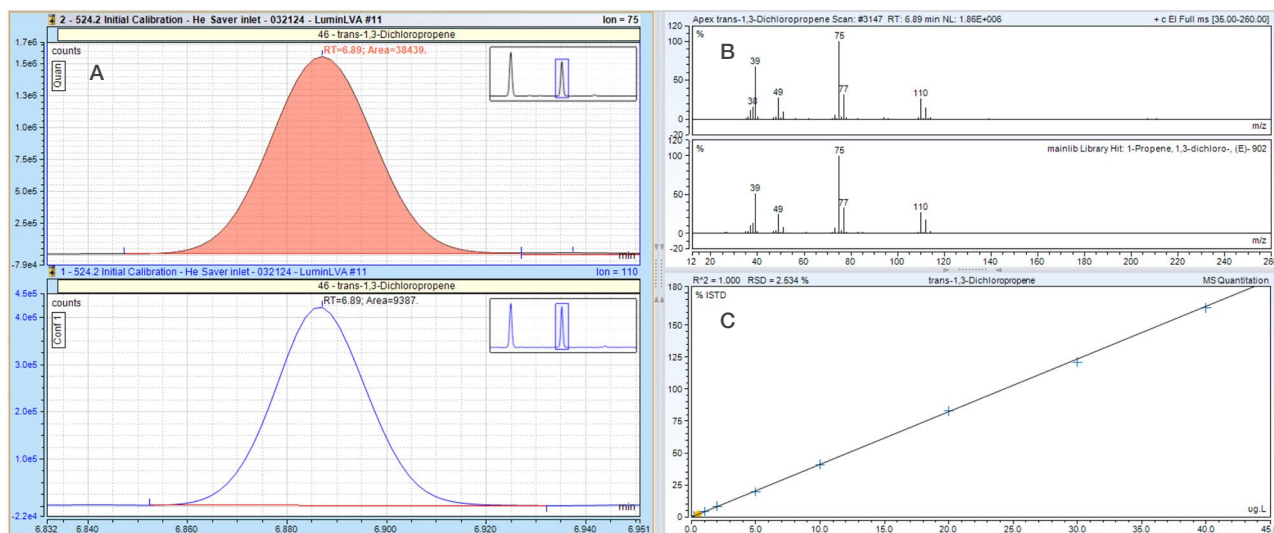 2 - 524.2 Initial Calibration - He Saver inlet - 032124 - LuminLVA #11 Ion = 75
46 - trans-1,3-Dichloropropene
1.7e6
counts
RT=6.89; Area=38439.
1.5e6
A
Quan
1.3e6
1.0e6
7.5e5
5.0e5
2.5e5
-7.9e4
min
1 - 524.2 Initial Calibration - He Saver inlet - 032124 - LuminLVA #11 Ion = 110
46 - trans-1,3-Dichloropropene
4.5e5
counts
RT=6.89; Area=9387.
4.0e5
Conf 1
3.0e5
2.0e5
1.0e5
-2.2e4
min
6.832 6.840 6.860 6.880 6.900 6.920 6.940 6.951
Apex trans-1,3-Dichloropropene Scan: #3147 RT: 6.89 min NL: 1.86E+006 + c EI Full ms [35.00-260.00]
120
%
75
B
100
39
50
49
77
38
110
0
-20
m/z
120
%
75
mainlib Library Hit: 1-Propene, 1,3-dichloro-, (E)- 902
100
39
50
49
77
110
0
-20
m/z
12 20 40 60 80 100 120 140 160 180 200 220 240 260
R^2 = 1.000 RSD = 2.534 % trans-1,3-Dichloropropene MS Quantitation
180
% ISTD
C
150
125
100
75
50
25
0
ug.L
0.0 5.0 10.0 15.0 20.0 25.0 30.0 35.0 40.0 45.0